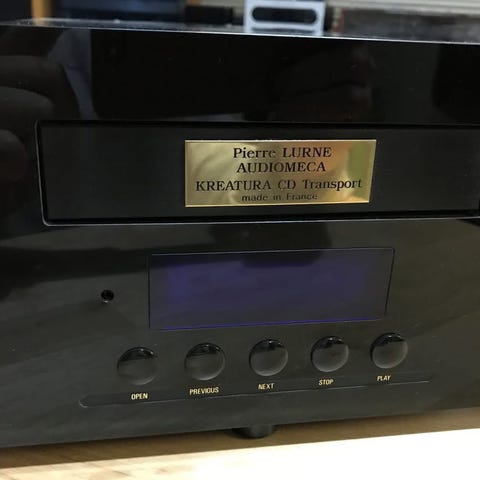 Pierre LURNE
AUDIOMECA
KREATURA CD Transport
made in France
OPEN PREVIOUS NEXT STOP PLAY